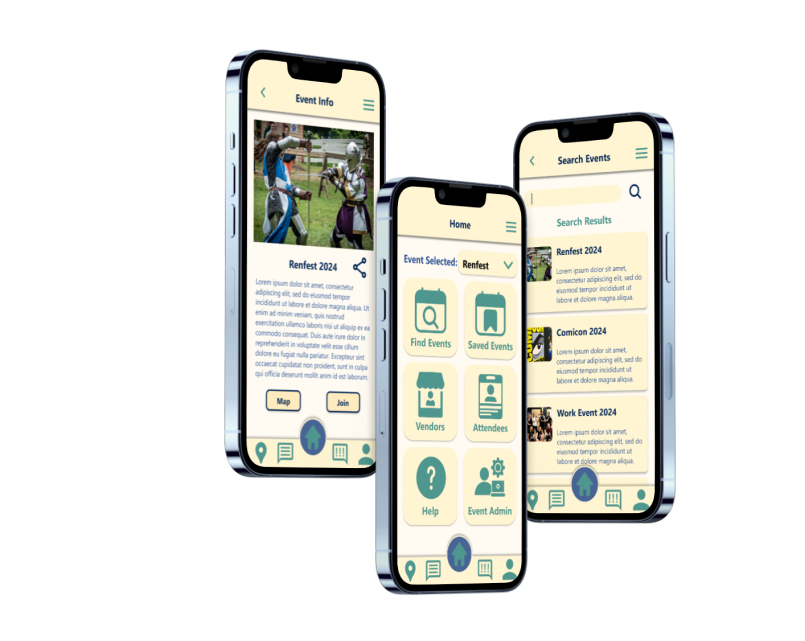 Event Info
Renfest 2024
Lorem ipsum dolor sit amet, consectetur
adipiscing elit, sed do eiusmod tempor
incididunt ut labore et dolore magna aliqua. Ut
enim ad minim veniam, quis nostrud
exercitation ullamco laboris nisi ut aliquip ex ea
commodo consequat. Duis aute irure dolor in
reprehenderit in voluptate velit esse cillum
dolore eu fugiat nulla pariatur. Excepteur sint
occaecat cupidatat non proident, sunt in culpa
qui officia deserunt mollit anim id est laborum.
Map
Join
Home
Event Selected: Renfest
Find Events
Saved Events
Vendors
Attendees
?
Help
Event Admin
Search Events
Search Results
Renfest 2024
Lorem ipsum dolor sit amet,
consectetur adipiscing elit, sed do
eiusmod tempor incididunt ut
labore et dolore magna aliqua.
Comicon 2024
Lorem ipsum dolor sit amet,
consectetur adipiscing elit, sed do
eiusmod tempor incididunt ut
labore et dolore magna aliqua.
Work Event 2024
Lorem ipsum dolor sit amet,
consectetur adipiscing elit, sed do
eiusmod tempor incididunt ut
labore et dolore magna aliqua.